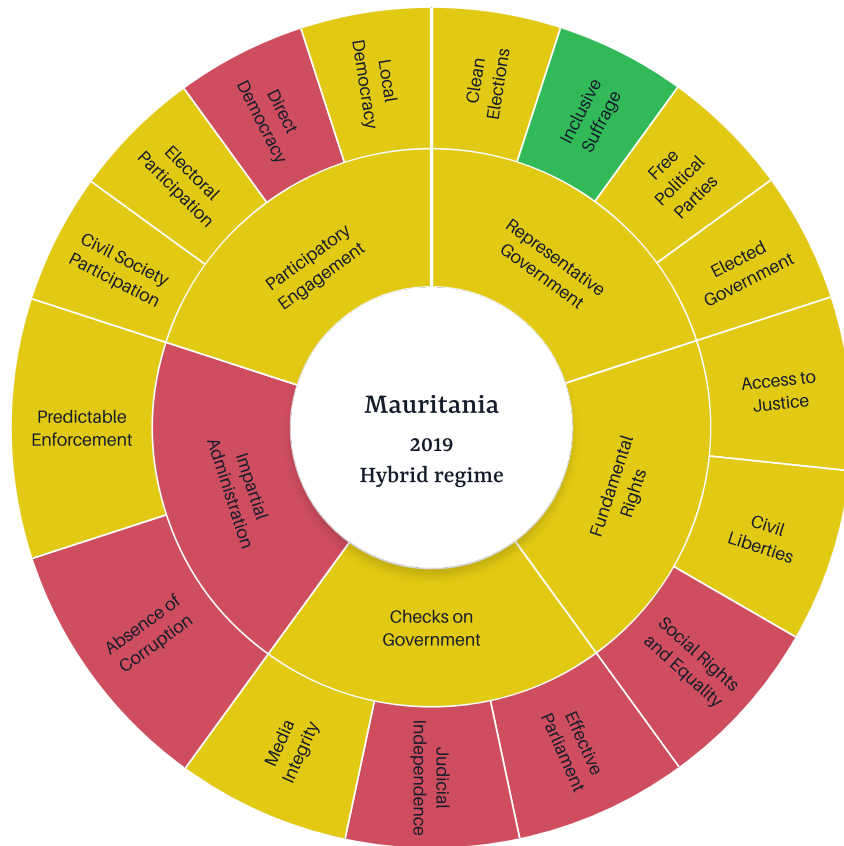 Mauritania
2019
Hybrid regime
Representative
Government
Clean
Elections
Inclusive
Suffrage
Free
Political
Parties
Elected
Government
Fundamental
Rights
Access to
Justice
Civil
Liberties
Social Rights
and Equality
Checks on
Government
Effective
Parliament
Judicial
Independence
Media
Integrity
Impartial
Administration
Absence of
Corruption
Predictable
Enforcement
Participatory
Engagement
Civil Society
Participation
Electoral
Participation
Direct
Democracy
Local
Democracy